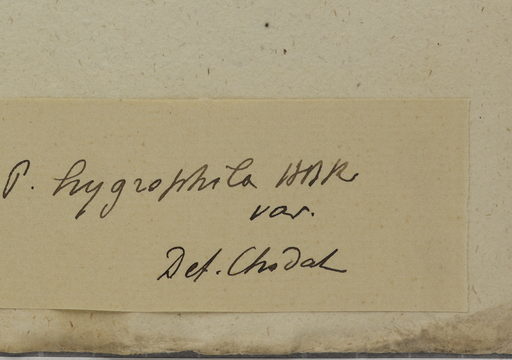 P. hygrophila HBK.
var.
Det. Chodat